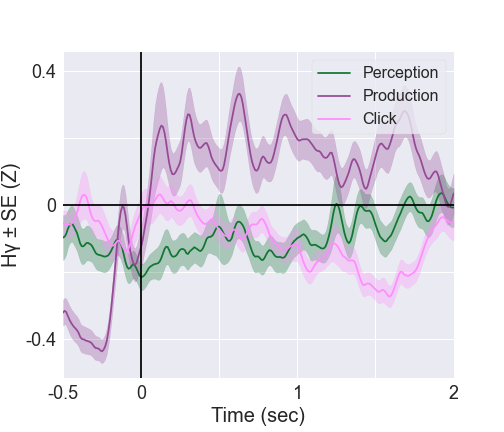 Perception
Production
Click
0.4
0
-0.4
Hγ ± SE (Z)
-0.5
0
1
2
Time (sec)